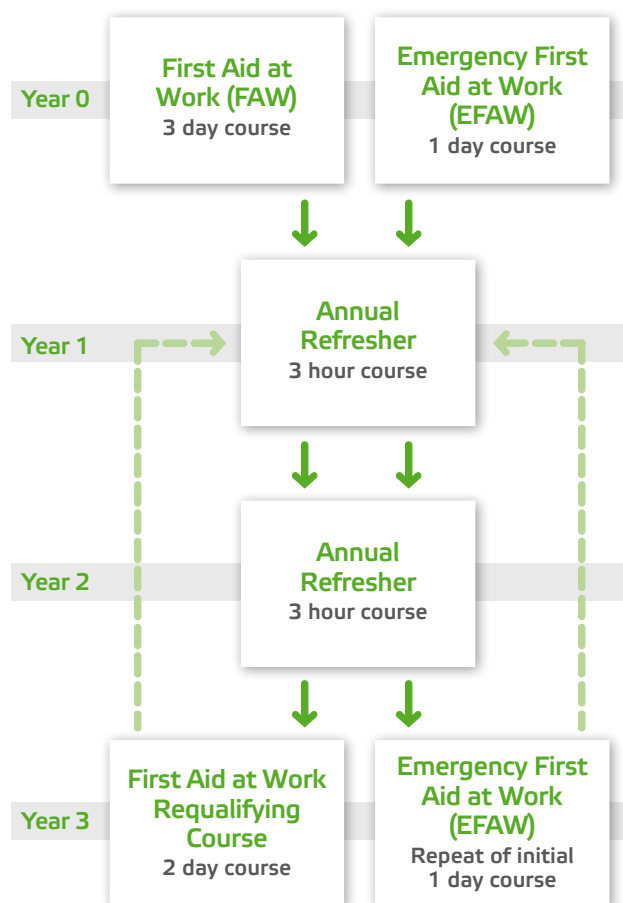 Year 0
First Aid at
Work (FAW)
3 day course
Emergency First
Aid at Work
(EFAW)
1 day course
Year 1
Annual
Refresher
3 hour course
Year 2
Annual
Refresher
3 hour course
Year 3
First Aid at Work
Requalifying
Course
2 day course
Emergency First
Aid at Work
(EFAW)
Repeat of initial
1 day course